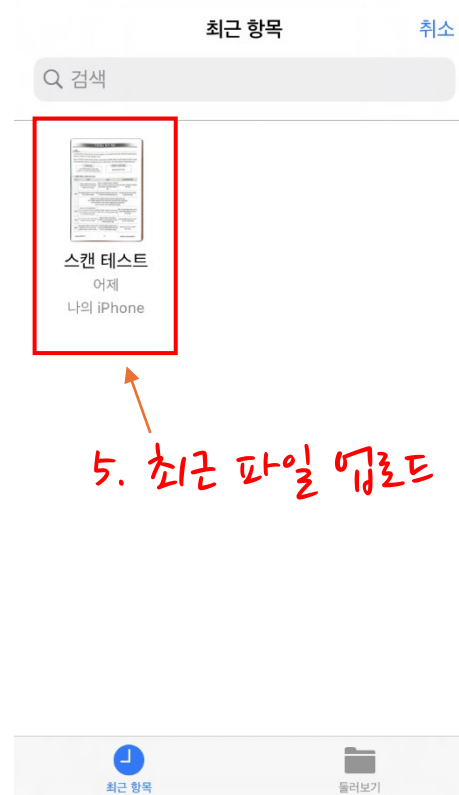 최근 항목
취소
검색
스캔 테스트
어제
나의 iPhone
5. 최근 파일 업로드
최근 항목
둘러보기